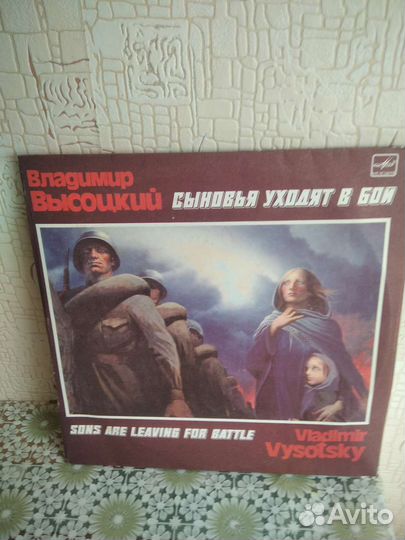 Владимир
Высоцкий
СЫНОВЬЯ УХОДЯТ В БОЙ
SONS ARE LEAVING FOR BATTLE
Vladimir
Vysotsky
Avito